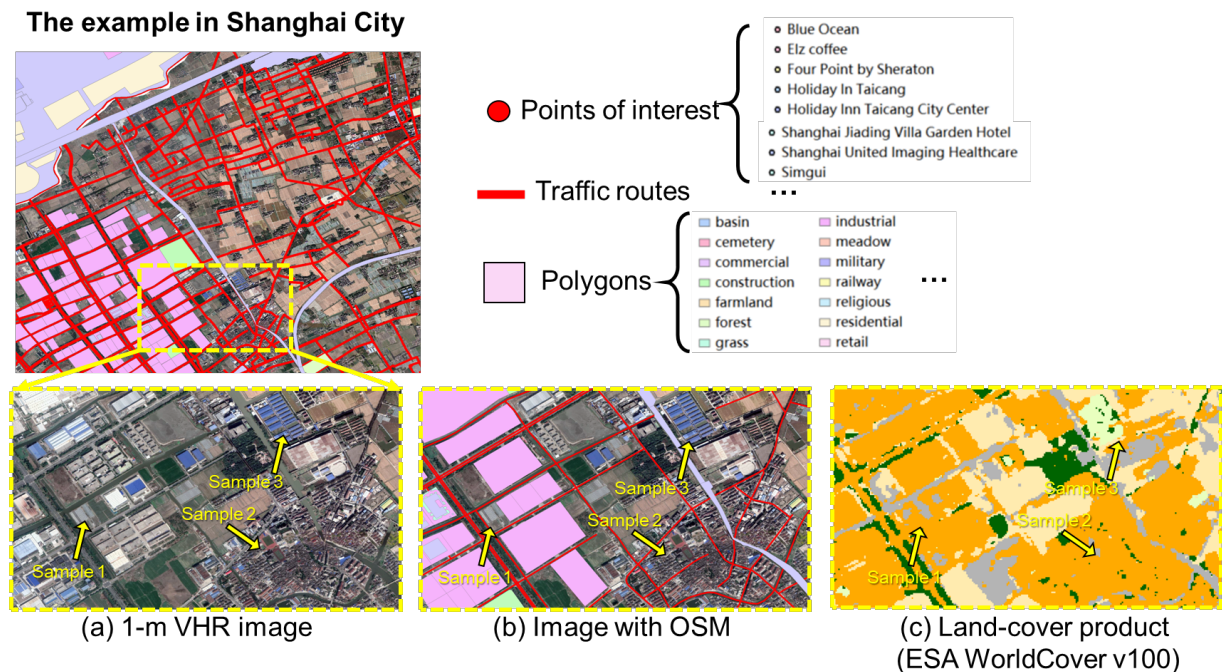 The example in Shanghai City
Points of interest
Blue Ocean
Elz coffee
Four Point by Sheraton
Holiday In Taicang
Holiday Inn Taicang City Center
Shanghai Jiading Villa Garden Hotel
Shanghai United Imaging Healthcare
Simgui
...
Traffic routes
Polygons
basin
cemetery
commercial
construction
farmland
forest
grass
industrial
meadow
military
railway
religious
residential
retail
...
Sample 1
Sample 2
Sample 3
Sample 1
Sample 2
Sample 3
Sample 1
Sample 2
Sample 3
(a) 1-m VHR image
(b) Image with OSM
(c) Land-cover product
(ESA WorldCover v100)